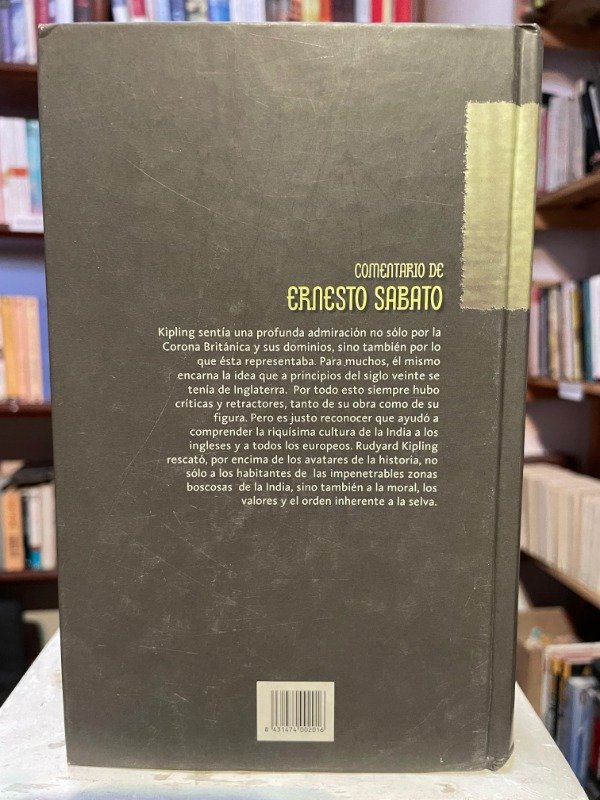 COMENTARIO DE
ERNESTO SABATO
Kipling sentía una profunda admiración no sólo por la
Corona Británica y sus dominios, sino también por lo
que ésta representaba. Para muchos, él mismo
encarna la idea que a principios del siglo veinte se
tenía de Inglaterra. Por todo esto siempre hubo
críticas y retractores, tanto de su obra como de su
figura. Pero es justo reconocer que ayudó a
comprender la riquísima cultura de la India a los
ingleses y a todos los europeos. Rudyard Kipling
rescató, por encima de los avatares de la historia, no
sólo a los habitantes de las impenetrables zonas
boscosas de la India, sino también a la moral, los
valores y el orden inherente a la selva.
8 431474 002016